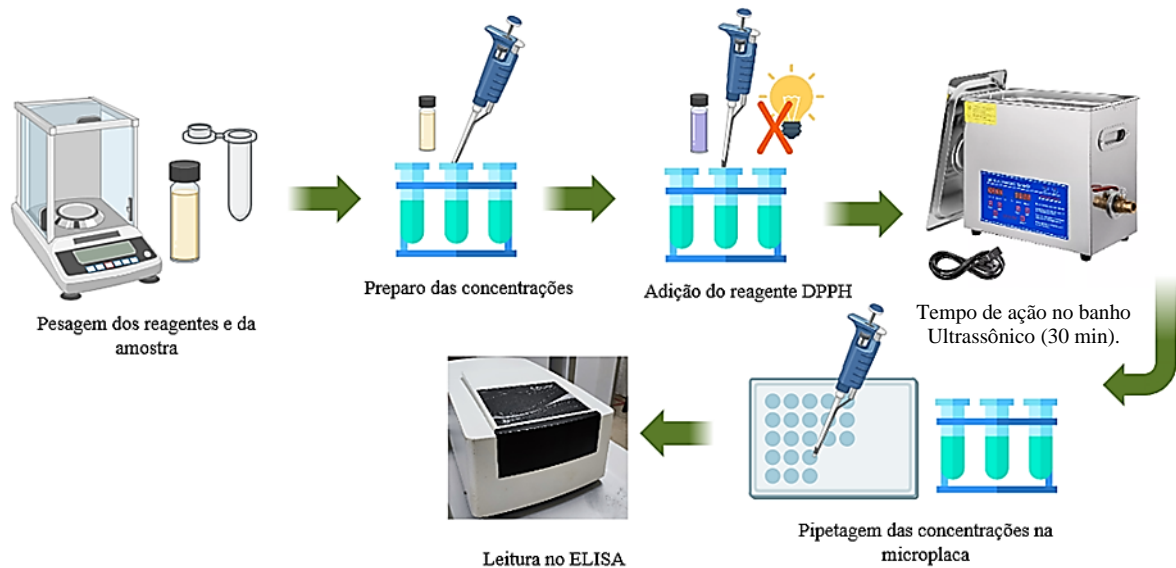 Pesagem dos reagentes e da
amostra
Preparo das concentrações
Adição do reagente DPPH
Tempo de ação no banho
Ultrassônico (30 min).
Pipetagem das concentrações na
microplaca
Leitura no ELISA